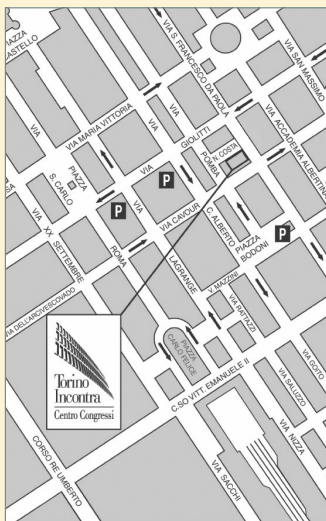 PIAZZA
CASTELLO
VIA S. FRANCESCO DA PAOLA
VIA SAN MASSIMO
VIA ACCADEMIA ALBERTINA
VIA MARIA VITTORIA
VIA
VIA
GIOLITTI
N. COSTA
POMBA
PIAZZA
S. CARLO
VIA
VIA
P
P
VIA
VIA CAVOUR
C. ALBERTO
P
PIAZZA
BODONI
VIA XX SETTEMBRE
ROMA
LAGRANGE
V. MAZZINI
VIA RATTAZZI
VIA DELL'ARCIVESCOVADO
PIAZZA
CARLO FELICE
C.SO VITT. EMANUELE II
VIA SALUZZO
VIA GOITO
VIA NIZZA
VIA SACCHI
CORSO RE UMBERTO
Torino
Incontra
Centro Congressi